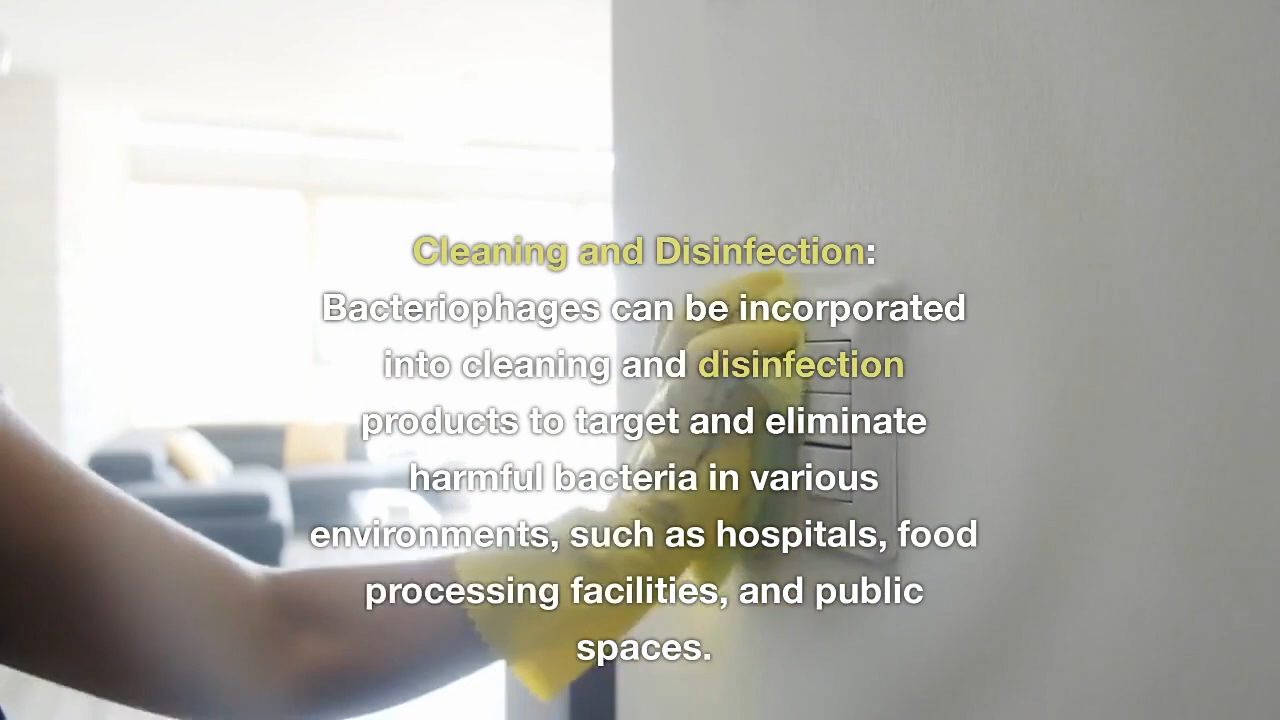 Cleaning and Disinfection:
Bacteriophages can be incorporated
into cleaning and disinfection
products to target and eliminate
harmful bacteria in various
environments, such as hospitals, food
processing facilities, and public
spaces.